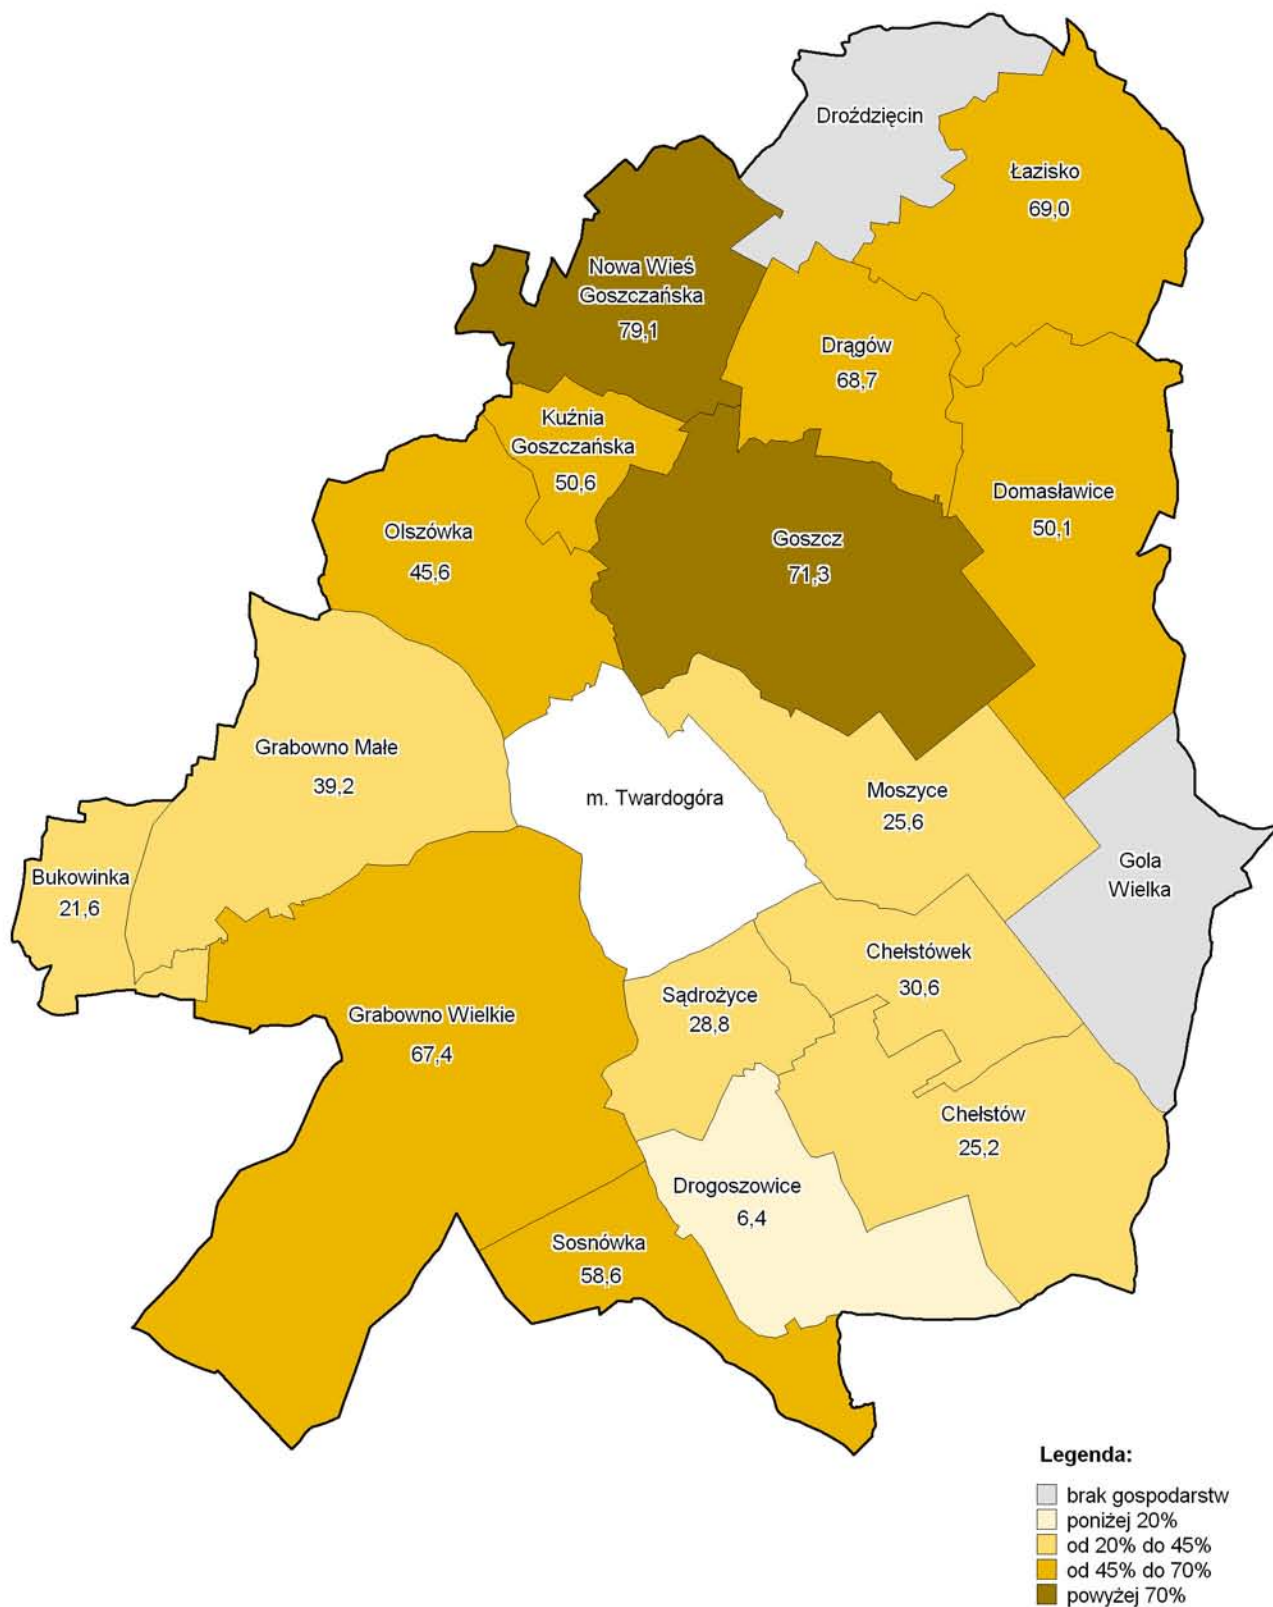 Droździęcin
Łazisko
69,0
Nowa Wieś
Goszczańska
79,1
Drągów
68,7
Kuźnia
Goszczańska
50,6
Domasławice
50,1
Olszówka
45,6
Goszcz
71,3
Grabowno Małe
39,2
m. Twardogóra
Moszyce
25,6
Gola
Wielka
Bukowinka
21,6
Chełstówek
30,6
Sądrożyce
28,8
Grabowno Wielkie
67,4
Chełstów
25,2
Drogoszowice
6,4
Sosnówka
58,6
Legenda:
brak gospodarstw
poniżej 20%
od 20% do 45%
od 45% do 70%
powyżej 70%